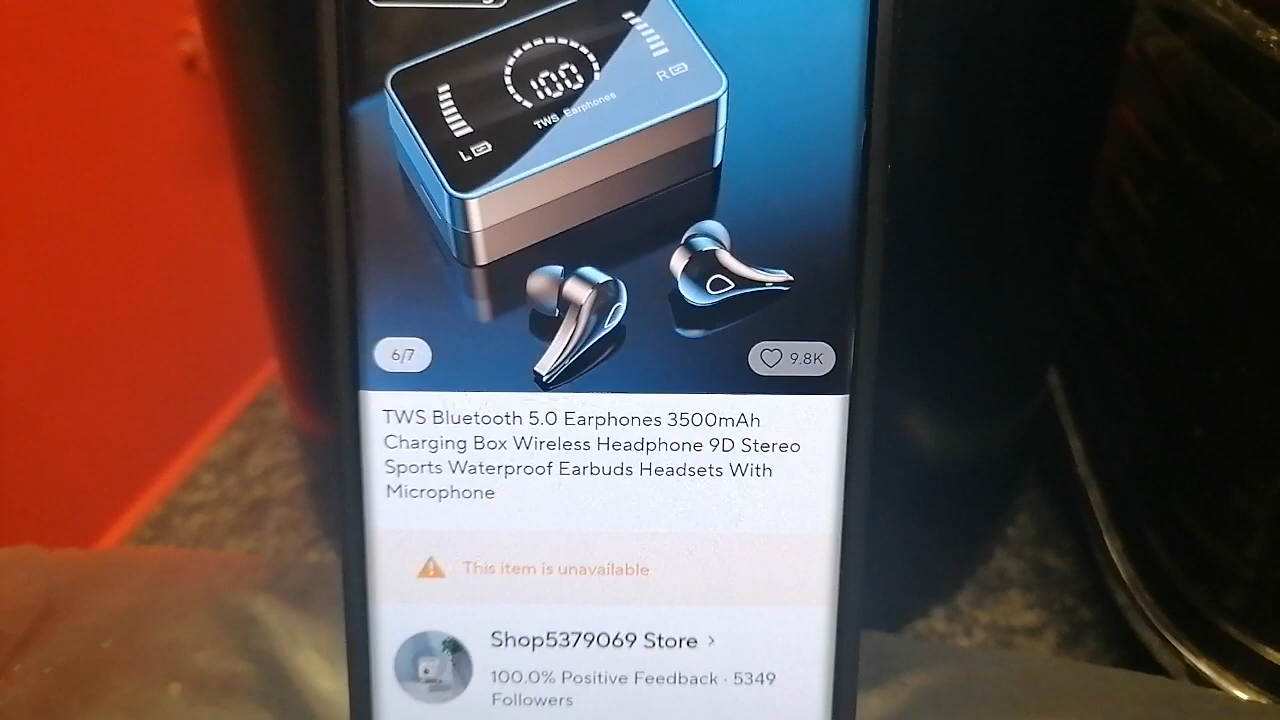 100
R
TWS Earphones
L
6/7
9.8K
TWS Bluetooth 5.0 Earphones 3500mAh
Charging Box Wireless Headphone 9D Stereo
Sports Waterproof Earbuds Headsets With
Microphone
This item is unavailable
Shop5379069 Store >
100.0% Positive Feedback · 5349
Followers